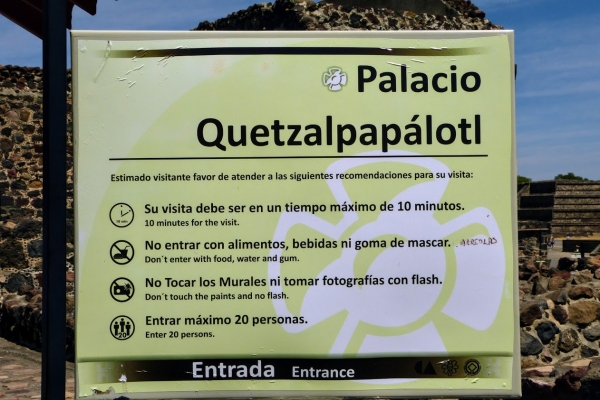 Palacio
Quetzalpapálotl
Estimado visitante favor de atender a las siguientes recomendaciones para su visita:
Su visita debe ser en un tiempo máximo de 10 minutos.
10 minutes for the visit.
No entrar con alimentos, bebidas ni goma de mascar.
Don´t enter with food, water and gum.
No Tocar los Murales ni tomar fotografías con flash.
Don´t touch the paints and no flash.
20
Entrar máximo 20 personas.
Enter 20 persons.
Entrada Entrance